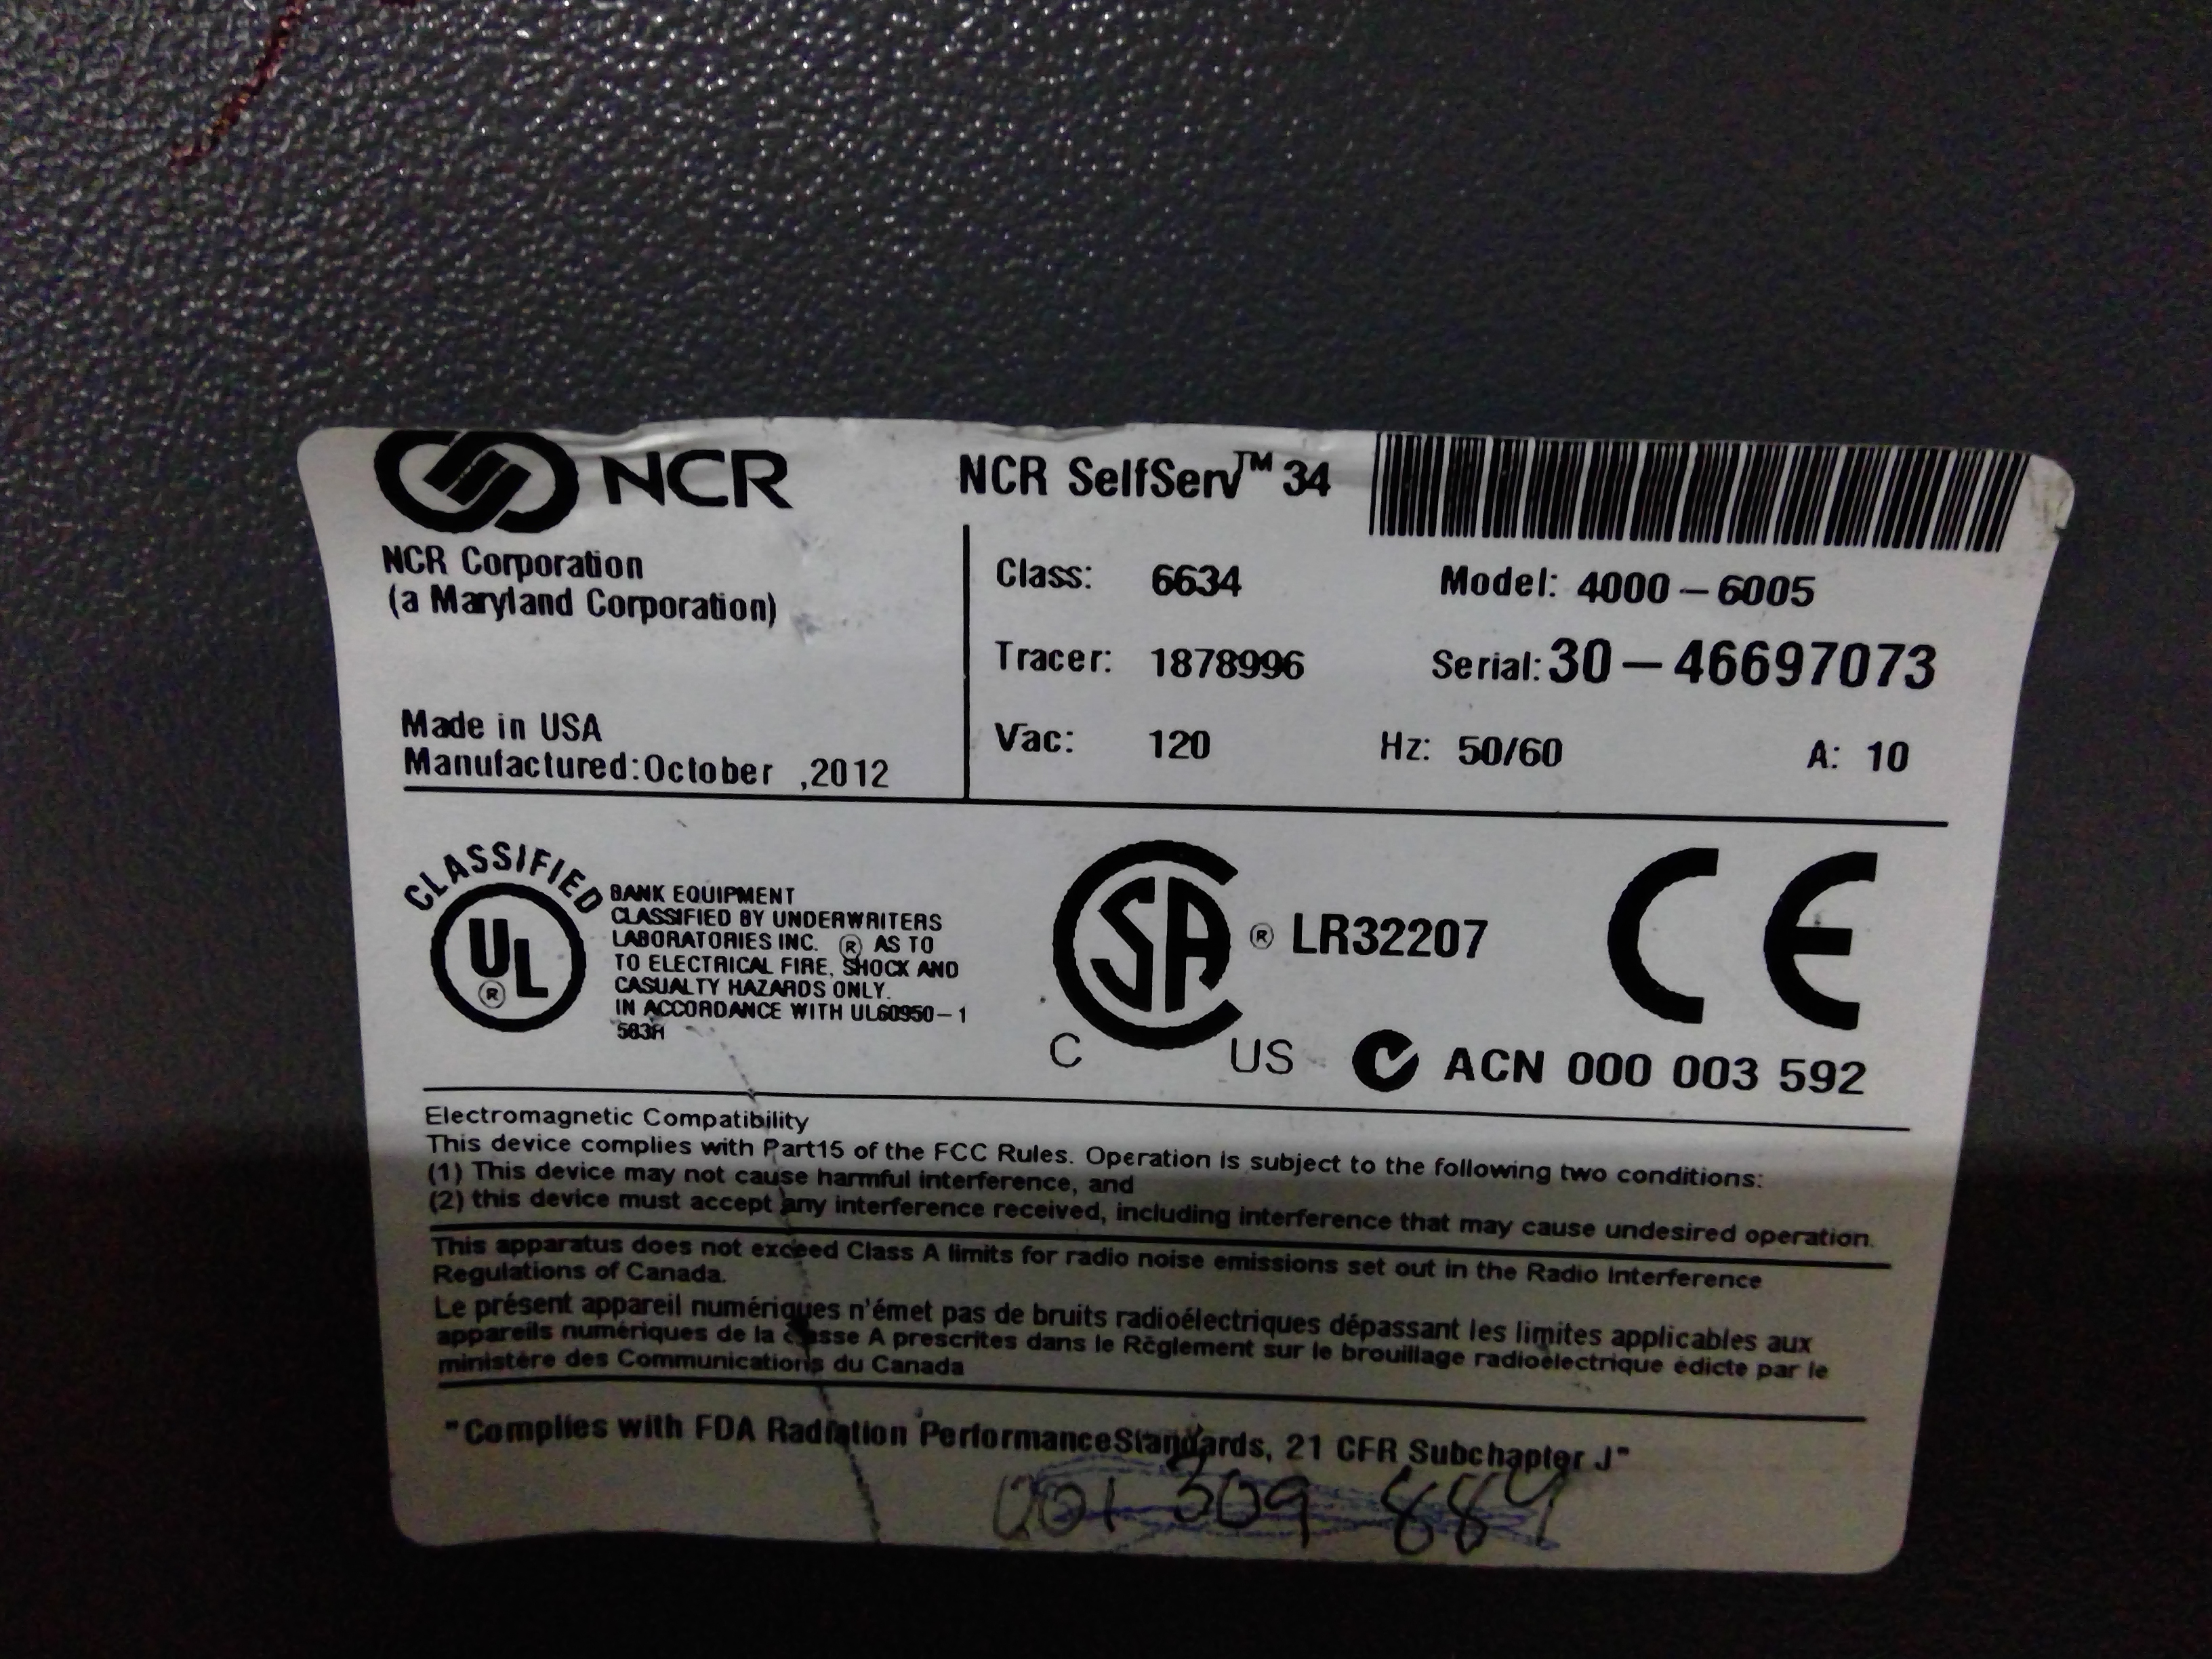 NCR
NCR Corporation
(a Maryland Corporation)
Made in USA
Manufactured:October ,2012
NCR SelfServ™ 34
Class: 6634 Model: 4000-6005
Tracer: 1878996 Serial: 30-46697073
Vac: 120 Hz: 50/60 A: 10
CLASSIFIED
UL ®
BANK EQUIPMENT
CLASSIFIED BY UNDERWRITERS
LABORATORIES INC. ® AS TO
TO ELECTRICAL FIRE, SHOCK AND
CASUALTY HAZARDS ONLY.
IN ACCORDANCE WITH UL60950-1
583H
SA ® LR32207
C US
CE
ACN 000 003 592
Electromagnetic Compatibility
This device complies with Part15 of the FCC Rules. Operation is subject to the following two conditions:
(1) This device may not cause harmful interference, and
(2) this device must accept any interference received, including interference that may cause undesired operation.
This apparatus does not exceed Class A limits for radio noise emissions set out in the Radio Interference
Regulations of Canada.
Le présent appareil numériques n'émet pas de bruits radioélectriques dépassant les limites applicables aux
appareils numériques de la classe A prescrites dans le Règlement sur le brouillage radioélectrique édicte par le
ministère des Communications du Canada
"Complies with FDA Radiation PerformanceStandards, 21 CFR Subchapter J"
001 309 884